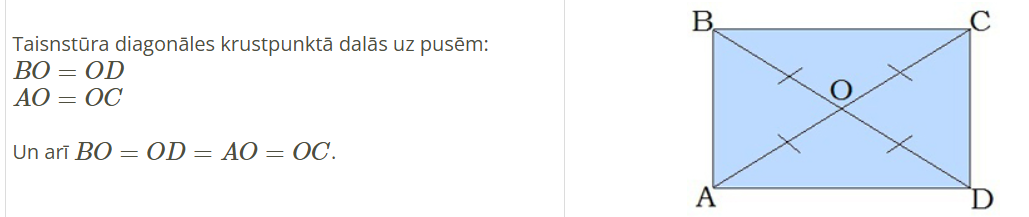 Taisnstūra diagonāles krustpunktā dalās uz pusēm:
BO = OD
AO = OC
Un arī BO = OD = AO = OC.
B
C
O
A
D